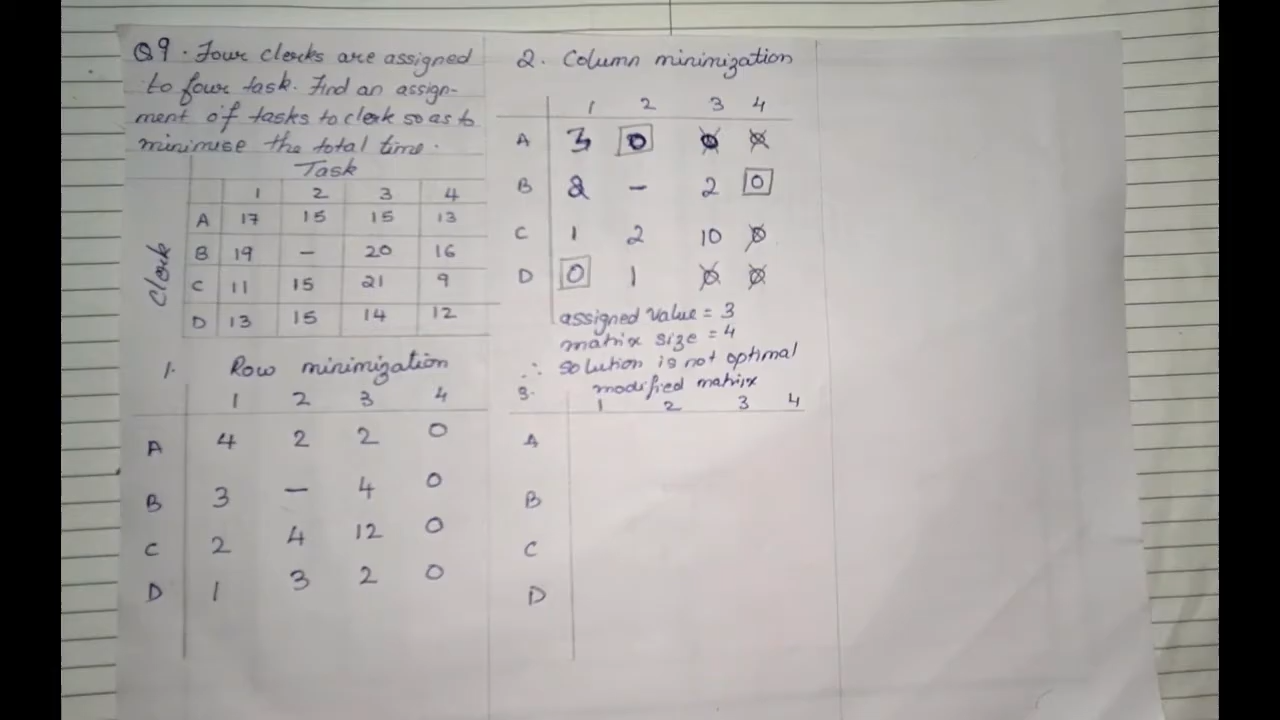 Q9. Four clerks are assigned
to four task. Find an assign-
ment of tasks to clerk so as to
minimise the total time.
Task
1 2 3 4
A 17 15 15 13
B 19 – 20 16
C 11 15 21 9
D 13 15 14 12
Clerk
1. Row minimization
1 2 3 4
A 4 2 2 0
B 3 – 4 0
C 2 4 12 0
D 1 3 2 0
2. Column minimization
1 2 3 4
A 3 0 0 0
B 2 – 2 0
C 1 2 10 0
D 0 1 0 0
assigned value = 3
matrix size = 4
∴ solution is not optimal
3. modified matrix
1 2 3 4
A
B
C
D